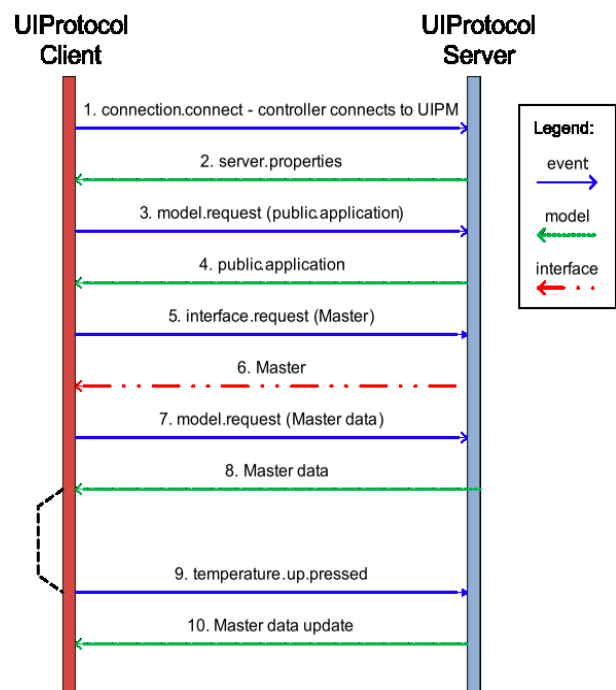 UIProtocol
Client
UIProtocol
Server
1. connection.connect - controller connects to UIPM
2. server.properties
3. model.request (public.application)
4. public.application
5. interface.request (Master)
6. Master
7. model.request (Master data)
8. Master data
9. temperature.up.pressed
10. Master data update
Legend:
event
model
interface